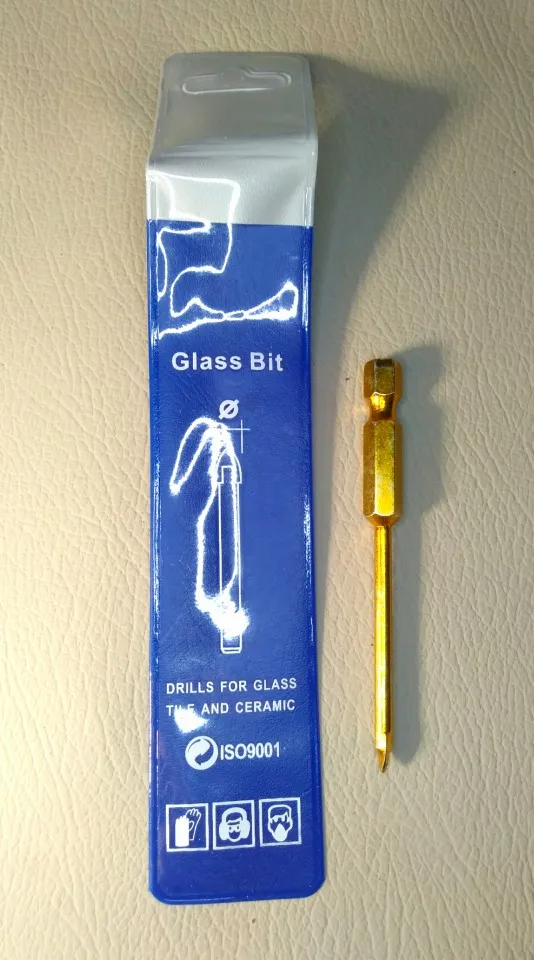 Glass Bit
Ø
DRILLS FOR GLASS
TILE AND CERAMIC
ISO9001